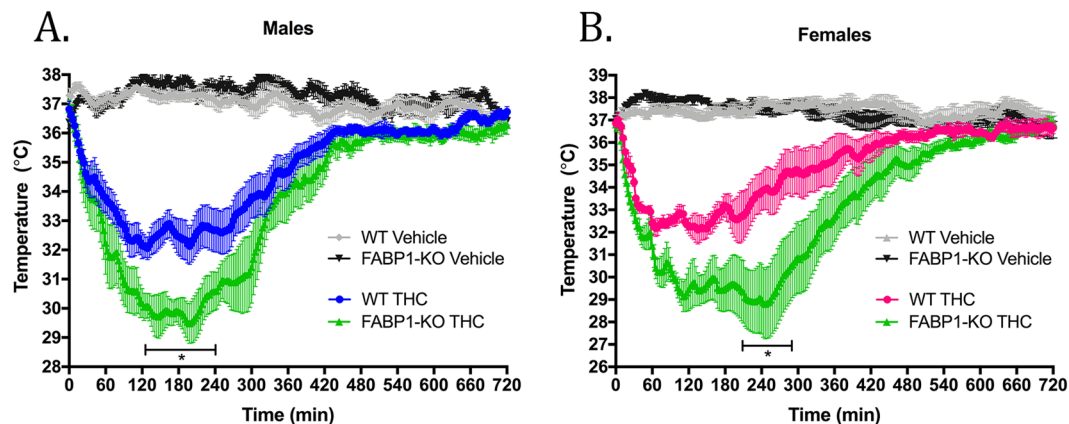 A.
Males
38
37
36
35
34
33
32
31
30
29
28
Temperature (°C)
WT Vehicle
FABP1-KO Vehicle
WT THC
FABP1-KO THC
*
0 60 120 180 240 300 360 420 480 540 600 660 720
Time (min)
B.
Females
39
38
37
36
35
34
33
32
31
30
29
28
27
26
Temperature (°C)
WT Vehicle
FABP1-KO Vehicle
WT THC
FABP1-KO THC
*
0 60 120 180 240 300 360 420 480 540 600 660 720
Time (min)